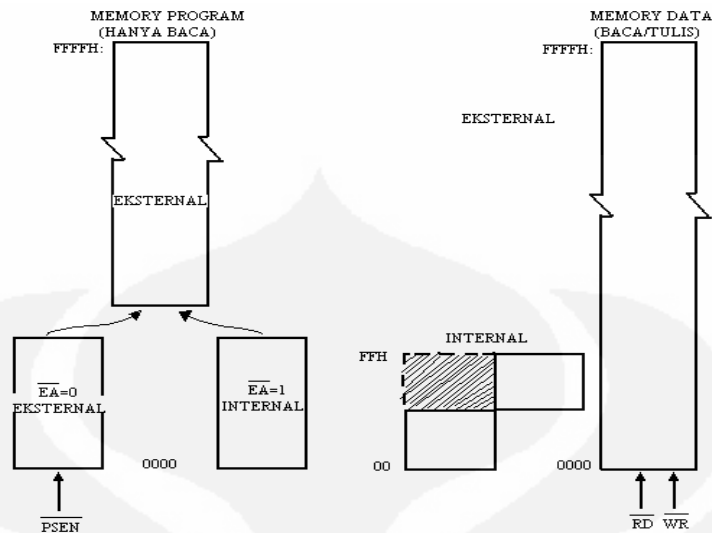 MEMORY PROGRAM
(HANYA BACA)
FFFFH:
EKSTERNAL
EA=0
EKSTERNAL
EA=1
INTERNAL
0000
PSEN
MEMORY DATA
(BACA/TULIS)
FFFFH:
EKSTERNAL
INTERNAL
FFH
00
0000
RD
WR